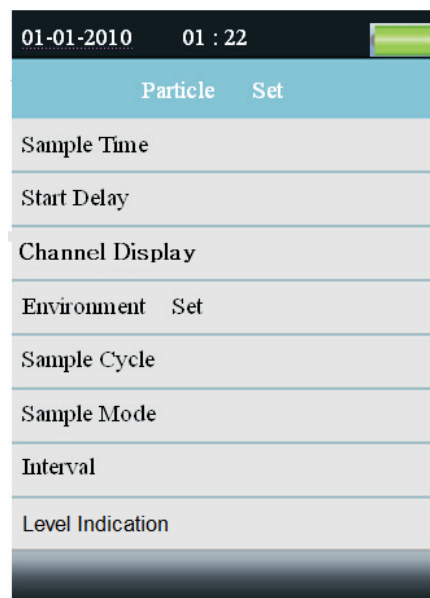 01-01-2010 01 : 22
Particle Set
Sample Time
Start Delay
Channel Display
Environment Set
Sample Cycle
Sample Mode
Interval
Level Indication